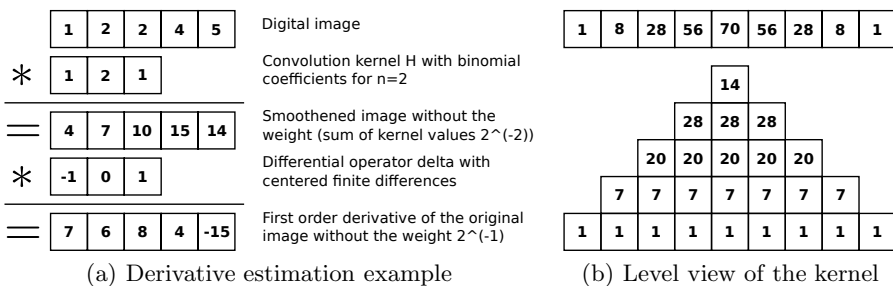 1 2 2 4 5 Digital image
* 1 2 1 Convolution kernel H with binomial
coefficients for n=2
= 4 7 10 15 14 Smoothened image without the
weight (sum of kernel values 2^(-2))
* -1 0 1 Differential operator delta with
centered finite differences
= 7 6 8 4 -15 First order derivative of the original
image without the weight 2^(-1)
(a) Derivative estimation example
1 8 28 56 70 56 28 8 1
14
28 28 28
20 20 20 20 20
7 7 7 7 7 7 7
1 1 1 1 1 1 1 1 1
(b) Level view of the kernel